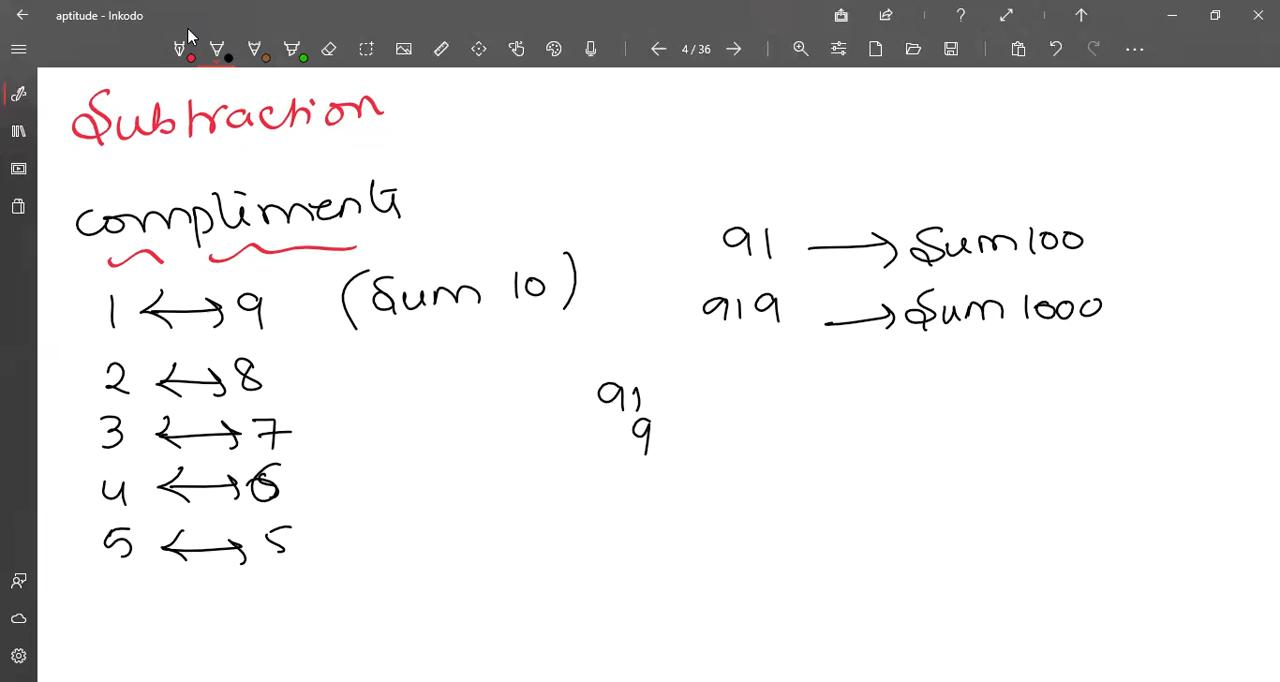 aptitude - Inkodo
4 / 36
Subtraction
compliments
1 ↔ 9 (Sum 10)
2 ↔ 8
3 ↔ 7
4 ↔ 6
5 ↔ 5
91 → Sum 100
919 → Sum 1000
91
9